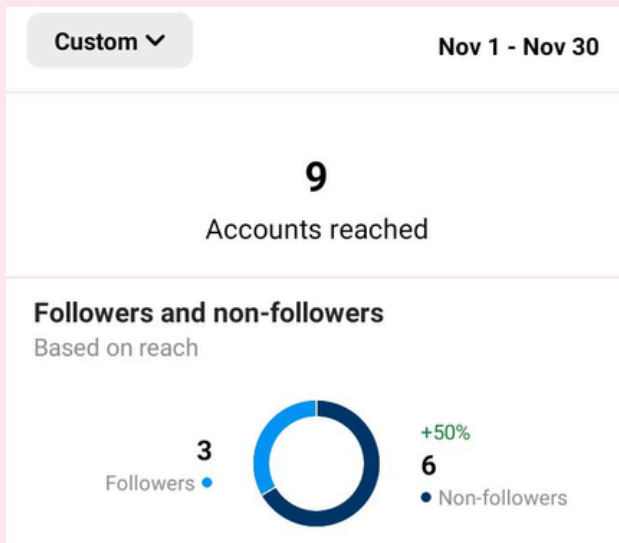 Custom
Nov 1 - Nov 30
9
Accounts reached
Followers and non-followers
Based on reach
3
Followers
+50%
6
Non-followers